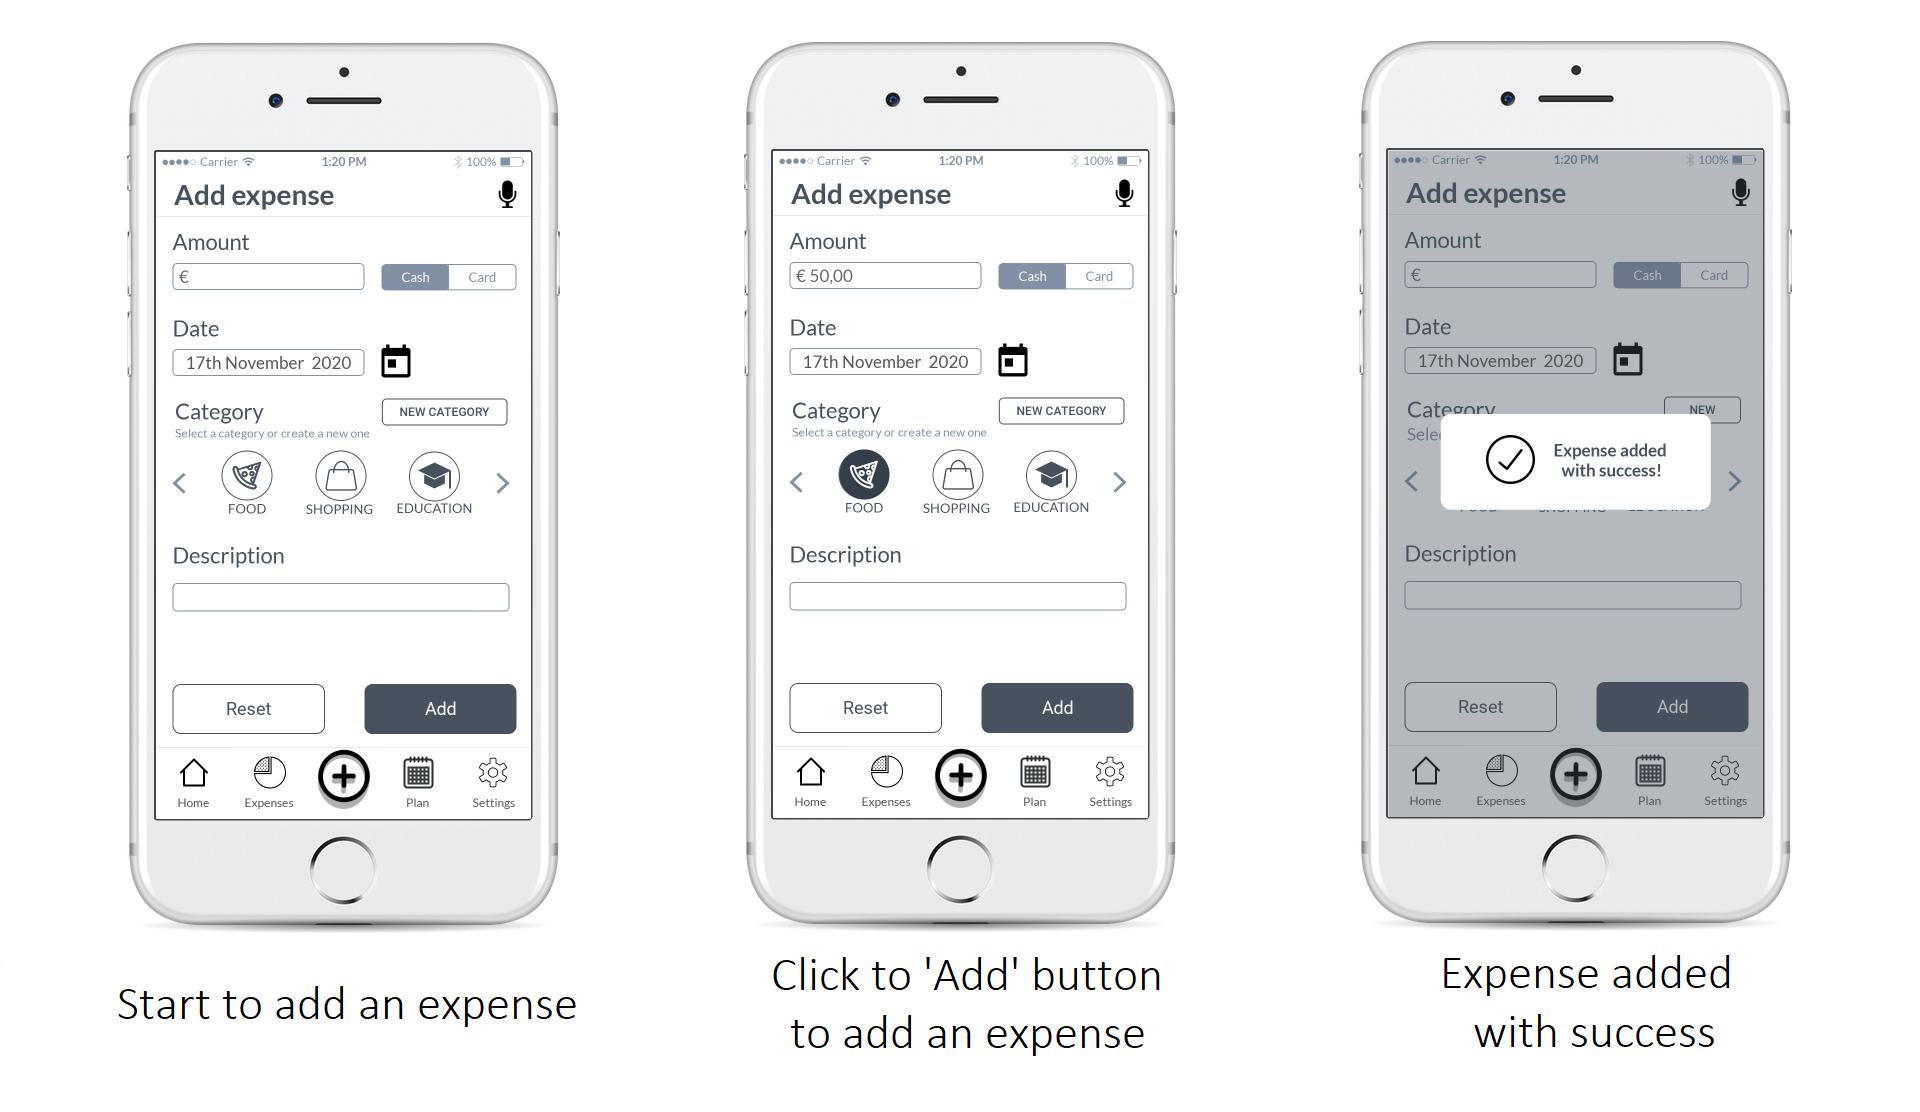 Carrier 1:20 PM 100%
Add expense
Amount
€ Cash Card
Date
17th November 2020
Category NEW CATEGORY
Select a category or create a new one
FOOD SHOPPING EDUCATION
Description
Reset Add
Home Expenses Plan Settings
Start to add an expense
Carrier 1:20 PM 100%
Add expense
Amount
€ 50,00 Cash Card
Date
17th November 2020
Category NEW CATEGORY
Select a category or create a new one
FOOD SHOPPING EDUCATION
Description
Reset Add
Home Expenses Plan Settings
Click to 'Add' button
to add an expense
Carrier 1:20 PM 100%
Add expense
Amount
€ Cash Card
Date
17th November 2020
Category NEW
Expense added
with success!
Description
Reset Add
Home Expenses Plan Settings
Expense added
with success